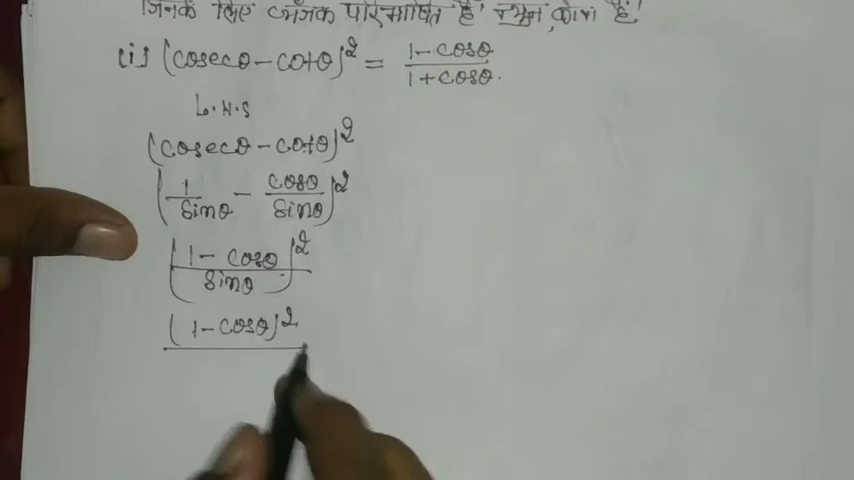 जिनके लिए व्यंजक परिभाषित है। न्यून कोण है।
(i) (cosecθ - cotθ)² = 1-cosθ / 1+cosθ.
L.H.S
(cosecθ - cotθ)²
(1/sinθ - cosθ/sinθ)²
(1 - cosθ / sinθ)²
(1-cosθ)²